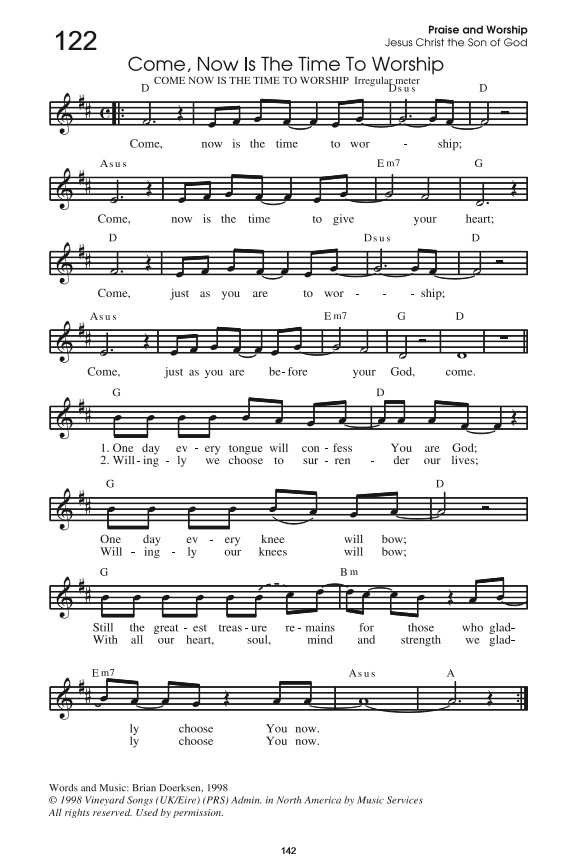 122
Praise and Worship
Jesus Christ the Son of God
Come, Now Is The Time To Worship
COME NOW IS THE TIME TO WORSHIP Irregular meter
D Dsus D
Come, now is the time to wor - ship;
Asus Em7 G
Come, now is the time to give your heart;
D Dsus D
Come, just as you are to wor - - - ship;
Asus Em7 G D
Come, just as you are be-fore your God, come.
G D
1. One day ev - ery tongue will con - fess You are God;
2. Will-ing - ly we choose to sur - ren - der our lives;
G D
One day ev - ery knee will bow;
Will - ing - ly our knees will bow;
G Bm
Still the great - est treas - ure re - mains for those who glad-
With all our heart, soul, mind and strength we glad-
Em7 Asus A
ly choose You now.
ly choose You now.
Words and Music: Brian Doerksen, 1998
© 1998 Vineyard Songs (UK/Eire) (PRS) Admin. in North America by Music Services
All rights reserved. Used by permission.
142